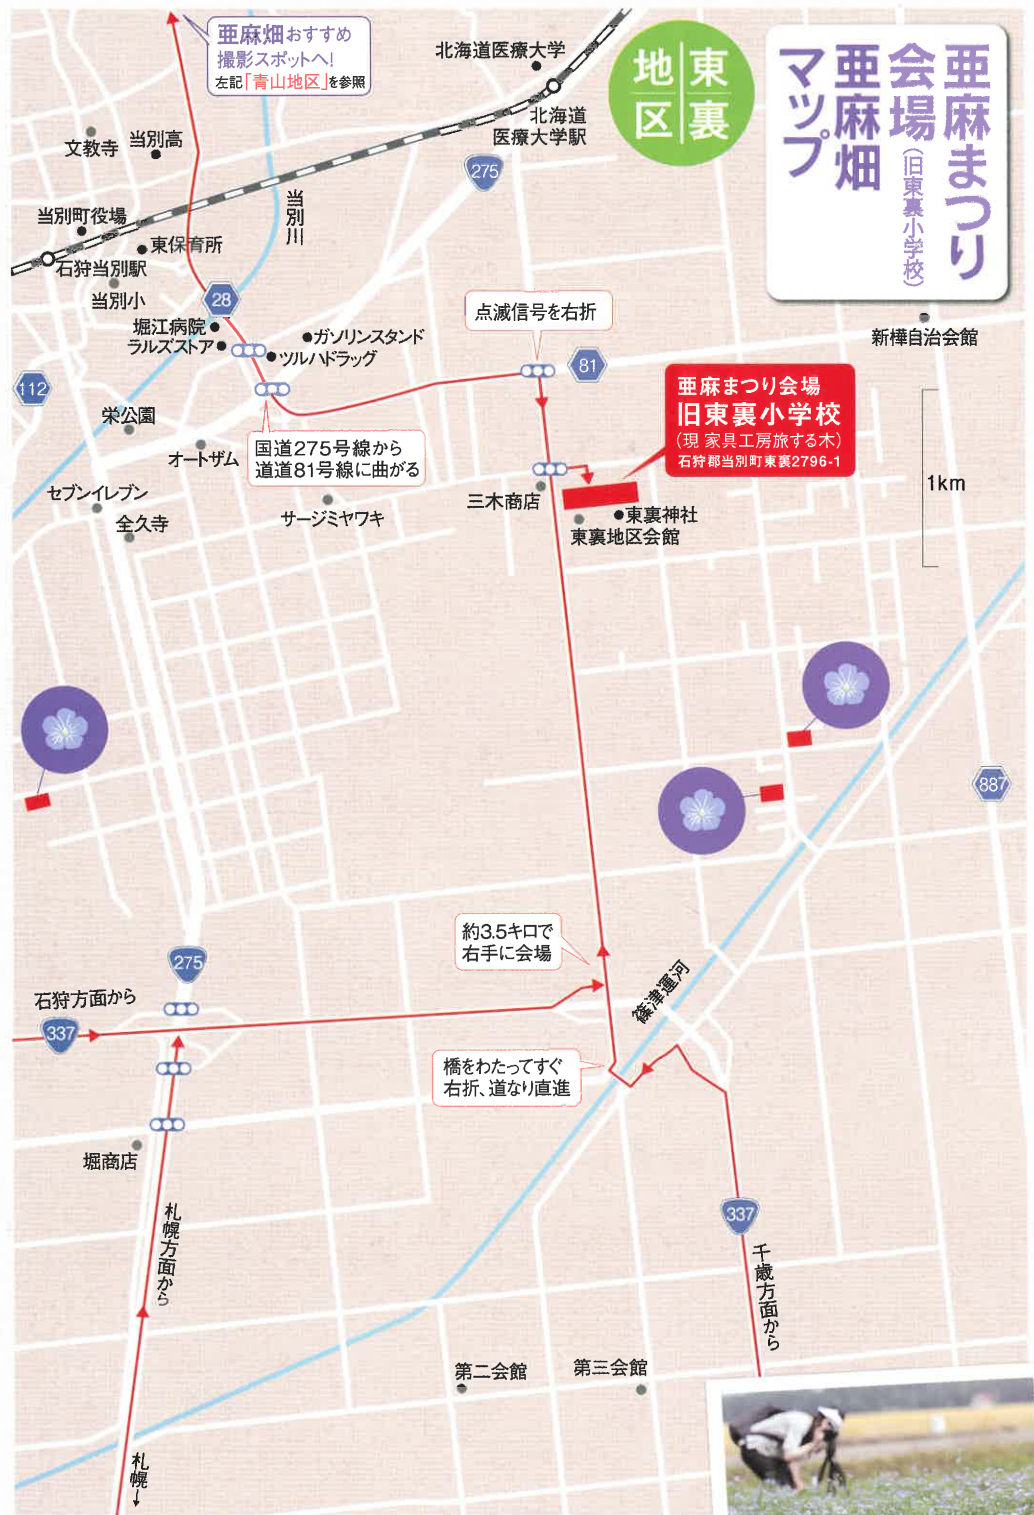 亜麻まつり
会場(旧東裏小学校)
亜麻畑
マップ
東裏
地区
亜麻畑おすすめ
撮影スポットへ!
左記「青山地区」を参照
北海道医療大学
北海道
医療大学駅
文教寺
当別高
275
当別川
当別町役場
東保育所
石狩当別駅
当別小
28
堀江病院
ラルズストア
ガソリンスタンド
ツルハドラッグ
点滅信号を右折
新樺自治会館
81
112
亜麻まつり会場
旧東裏小学校
(現 家具工房旅する木)
石狩郡当別町東裏2796-1
栄公園
オートザム
国道275号線から
道道81号線に曲がる
1km
セブンイレブン
全久寺
サージミヤワキ
三木商店
東裏神社
東裏地区会館
887
約3.5キロで
右手に会場
275
石狩方面から
337
篠津運河
橋をわたってすぐ
右折、道なり直進
堀商店
札幌方面から
337
千歳方面から
第二会館
第三会館
札幌↓